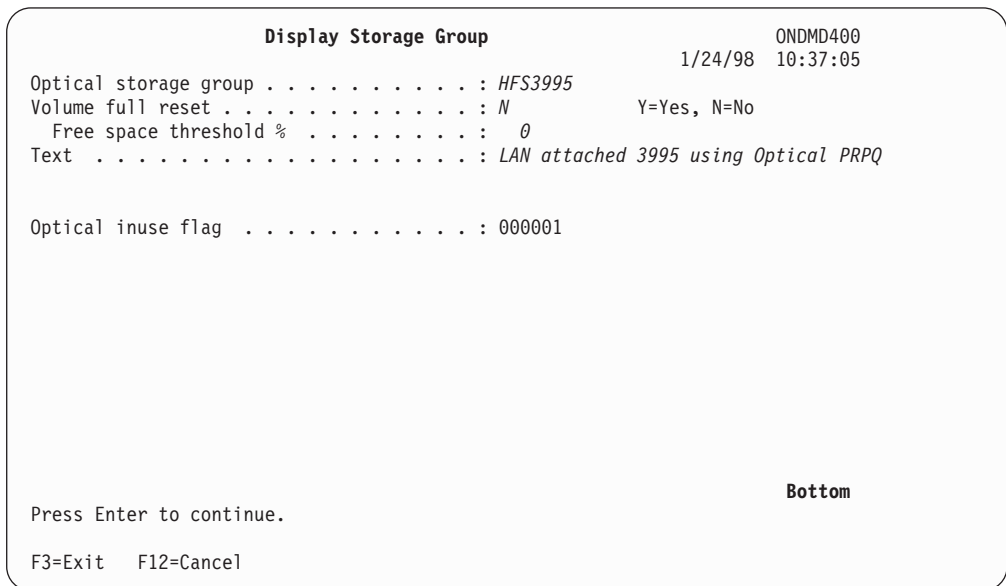 Display Storage Group ONDMD400
1/24/98 10:37:05
Optical storage group . . . . . . . . . . : HFS3995
Volume full reset . . . . . . . . . . . . : N Y=Yes, N=No
Free space threshold % . . . . . . . . : 0
Text . . . . . . . . . . . . . . . . . . : LAN attached 3995 using Optical PRPQ
Optical inuse flag . . . . . . . . . . . : 000001
Bottom
Press Enter to continue.
F3=Exit F12=Cancel